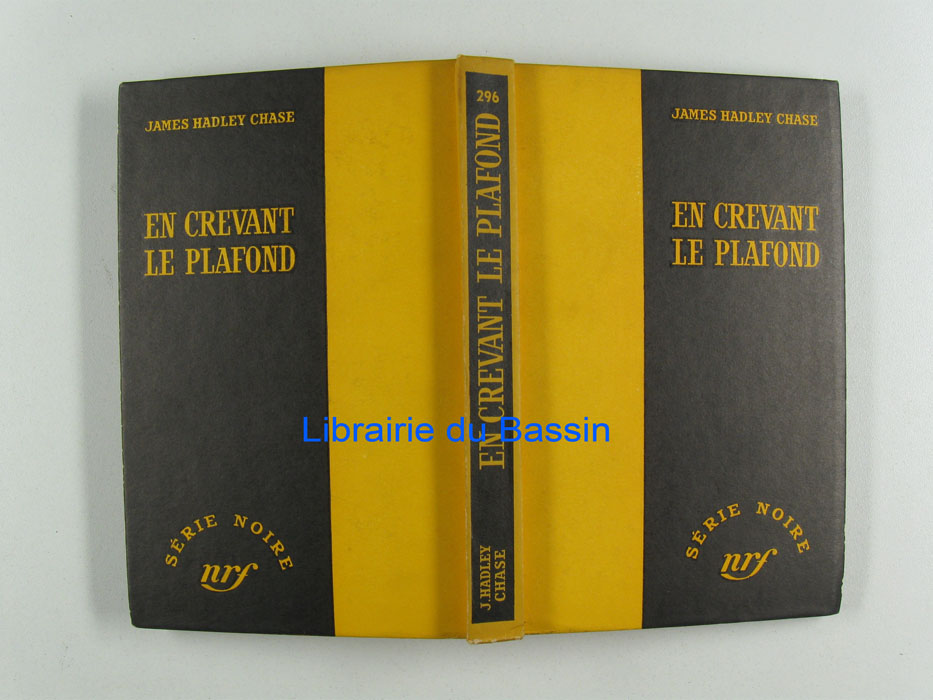 JAMES HADLEY CHASE
EN CREVANT
LE PLAFOND
SÉRIE NOIRE
nrf
296
EN CREVANT LE PLAFOND
J. HADLEY
CHASE
JAMES HADLEY CHASE
EN CREVANT
LE PLAFOND
SÉRIE NOIRE
nrf
Librairie du Bassin